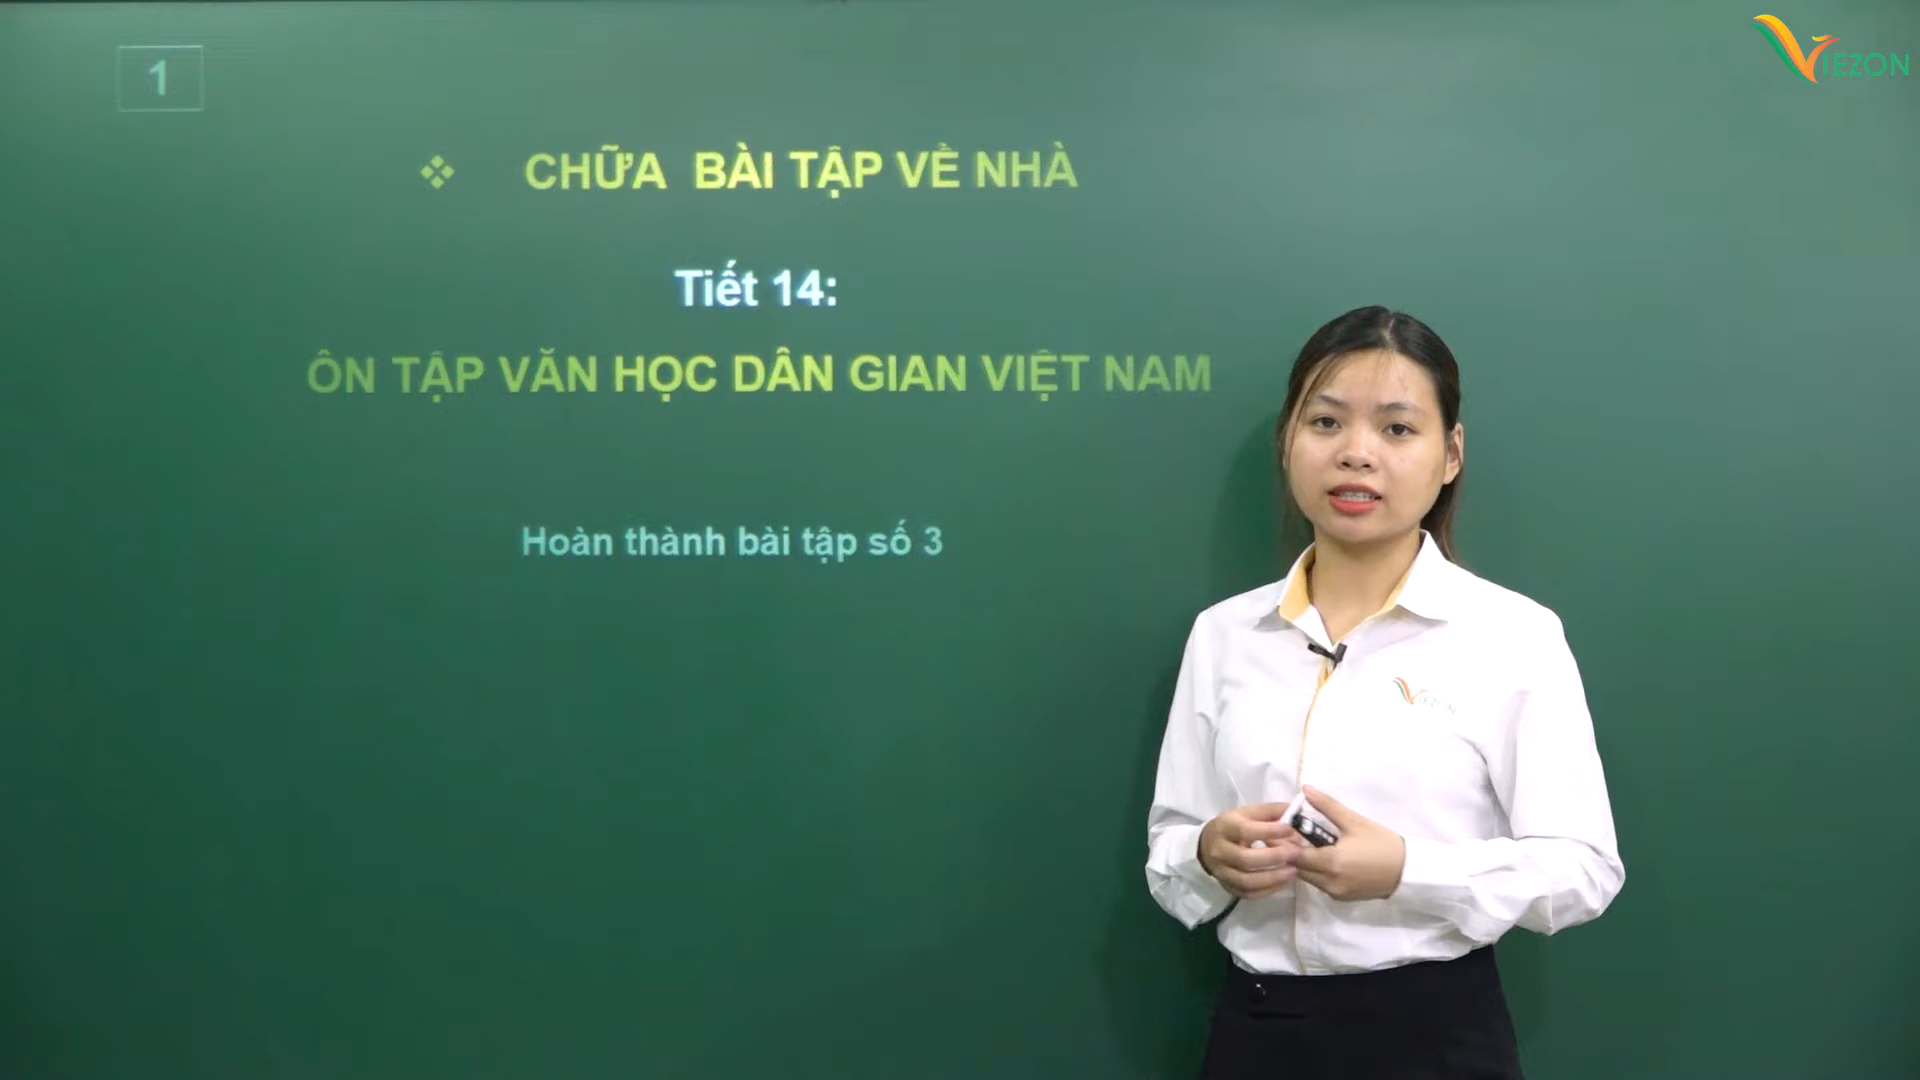 1
VIEZON
❖ CHỮA BÀI TẬP VỀ NHÀ
Tiết 14:
ÔN TẬP VĂN HỌC DÂN GIAN VIỆT NAM
Hoàn thành bài tập số 3
VIEZON